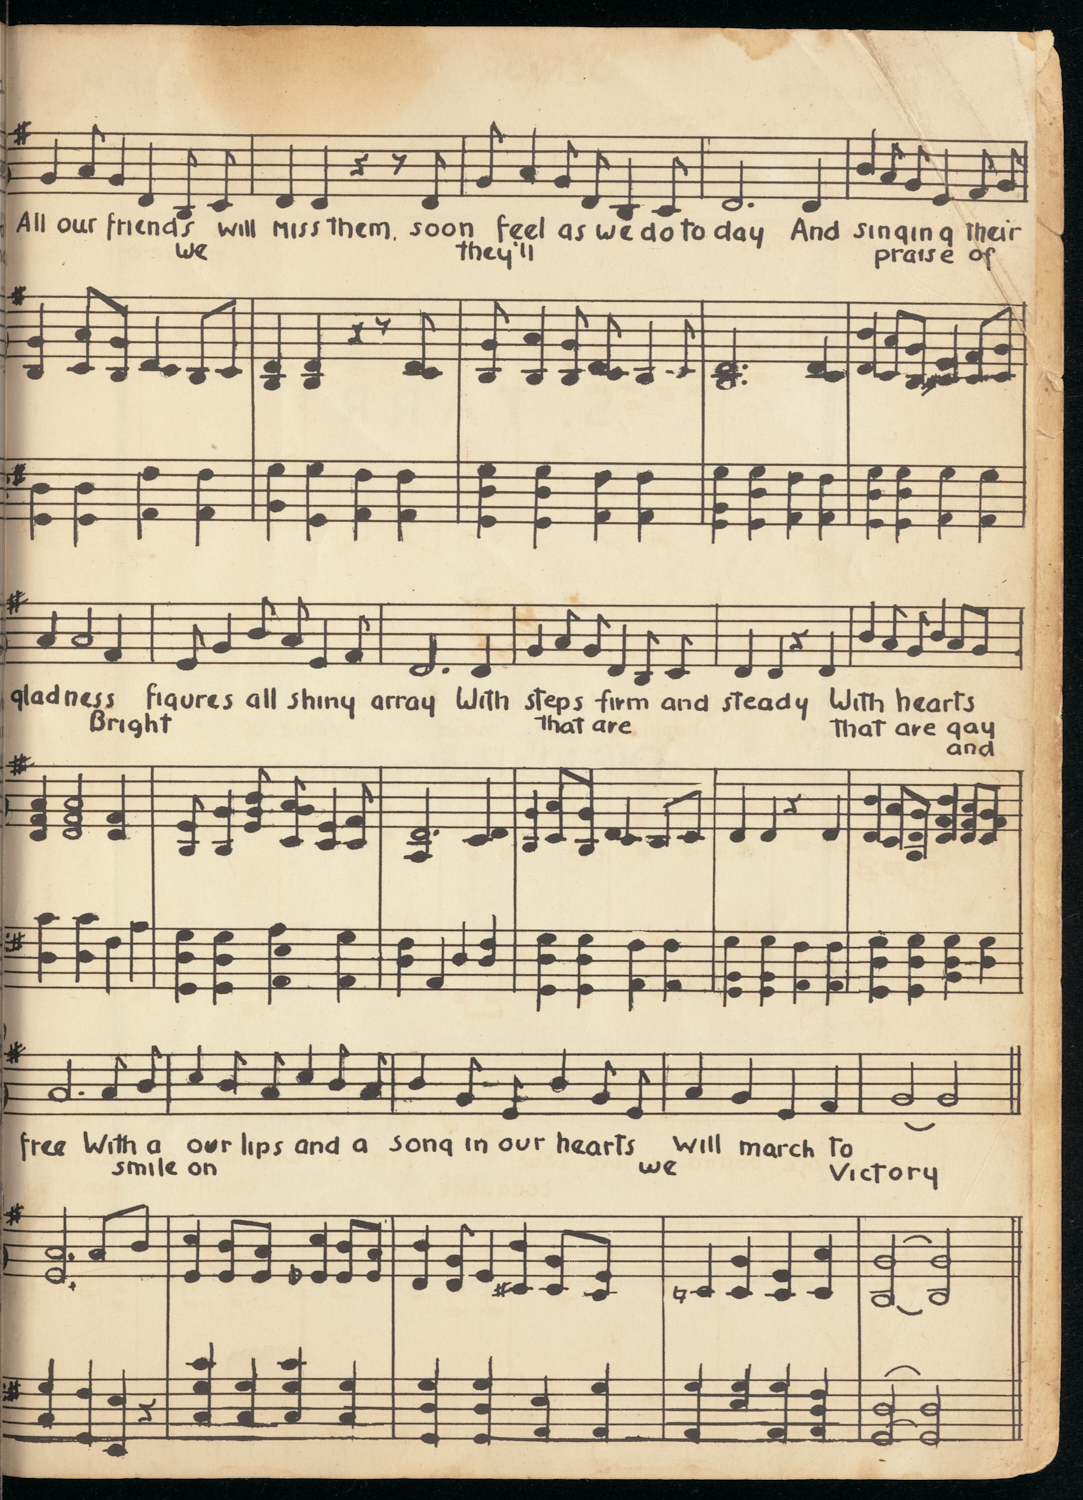 All our friends will miss them, soon feel as we do to day And singing their
we they'll praise of
gladness figures all shiny array With steps firm and steady With hearts
Bright that are that are gay
and
free With a our lips and a song in our hearts will march to
smile on we Victory